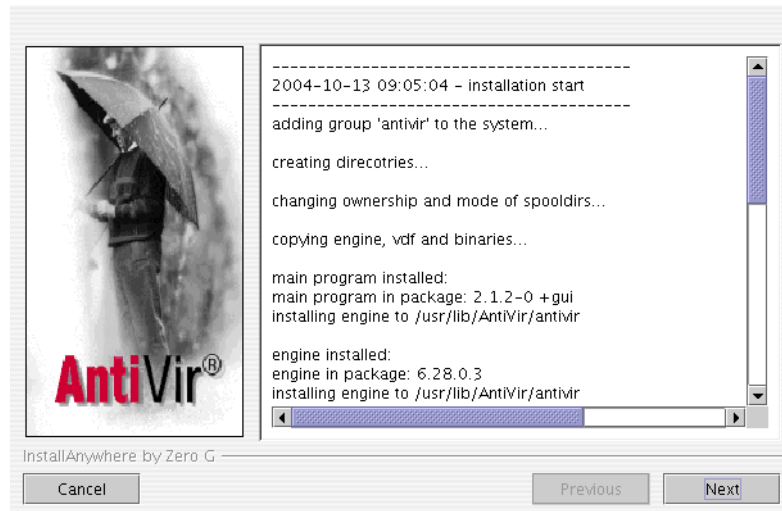 ----------------------------------------
2004-10-13 09:05:04 - installation start
----------------------------------------
adding group 'antivir' to the system...
creating direcotries...
changing ownership and mode of spooldirs...
copying engine, vdf and binaries...
main program installed:
main program in package: 2.1.2-0 +gui
installing engine to /usr/lib/AntiVir/antivir
engine installed:
engine in package: 6.28.0.3
installing engine to /usr/lib/AntiVir/antivir
AntiVir®
InstallAnywhere by Zero G
Cancel
Previous
Next